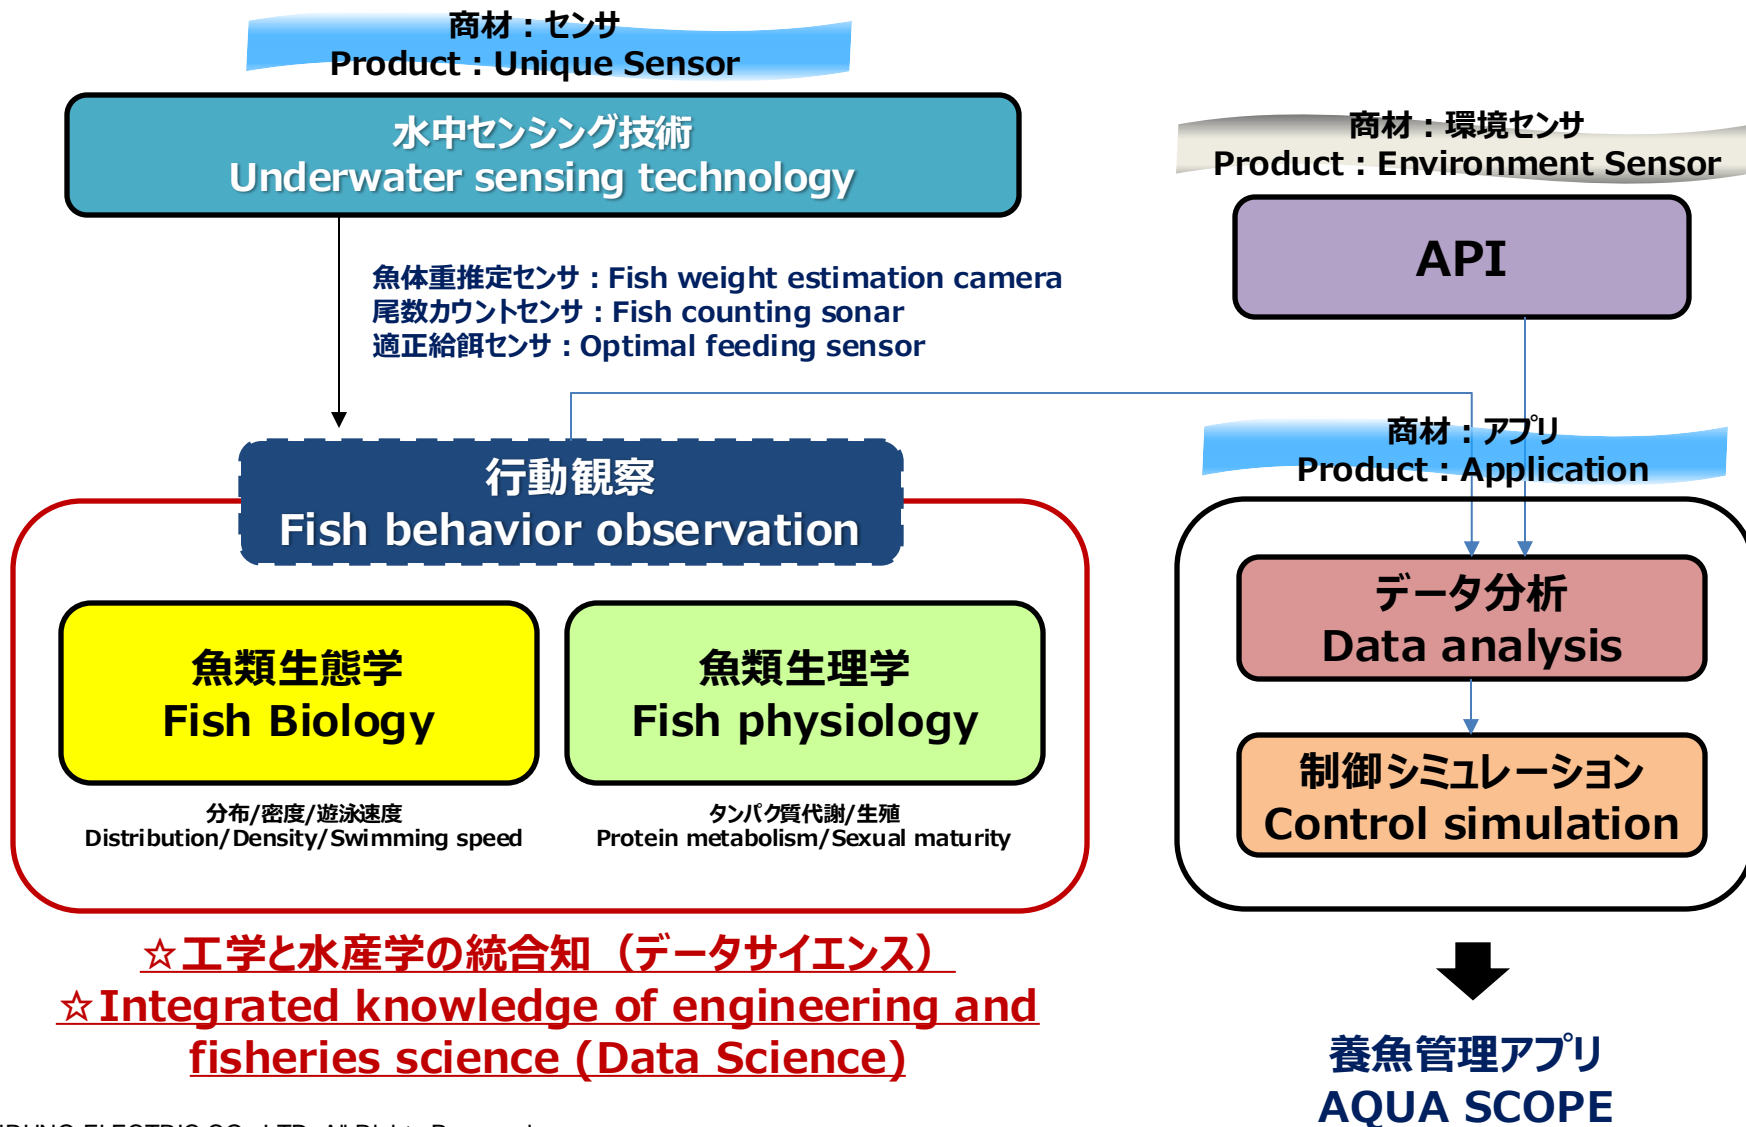 商材：センサ
Product：Unique Sensor
水中センシング技術
Underwater sensing technology
商材：環境センサ
Product：Environment Sensor
API
魚体重推定センサ：Fish weight estimation camera
尾数カウントセンサ：Fish counting sonar
適正給餌センサ：Optimal feeding sensor
商材：アプリ
Product：Application
行動観察
Fish behavior observation
魚類生態学
Fish Biology
魚類生理学
Fish physiology
分布/密度/遊泳速度
Distribution/Density/Swimming speed
タンパク質代謝/生殖
Protein metabolism/Sexual maturity
データ分析
Data analysis
制御シミュレーション
Control simulation
☆工学と水産学の統合知（データサイエンス）
☆Integrated knowledge of engineering and
fisheries science (Data Science)
養魚管理アプリ
AQUA SCOPE